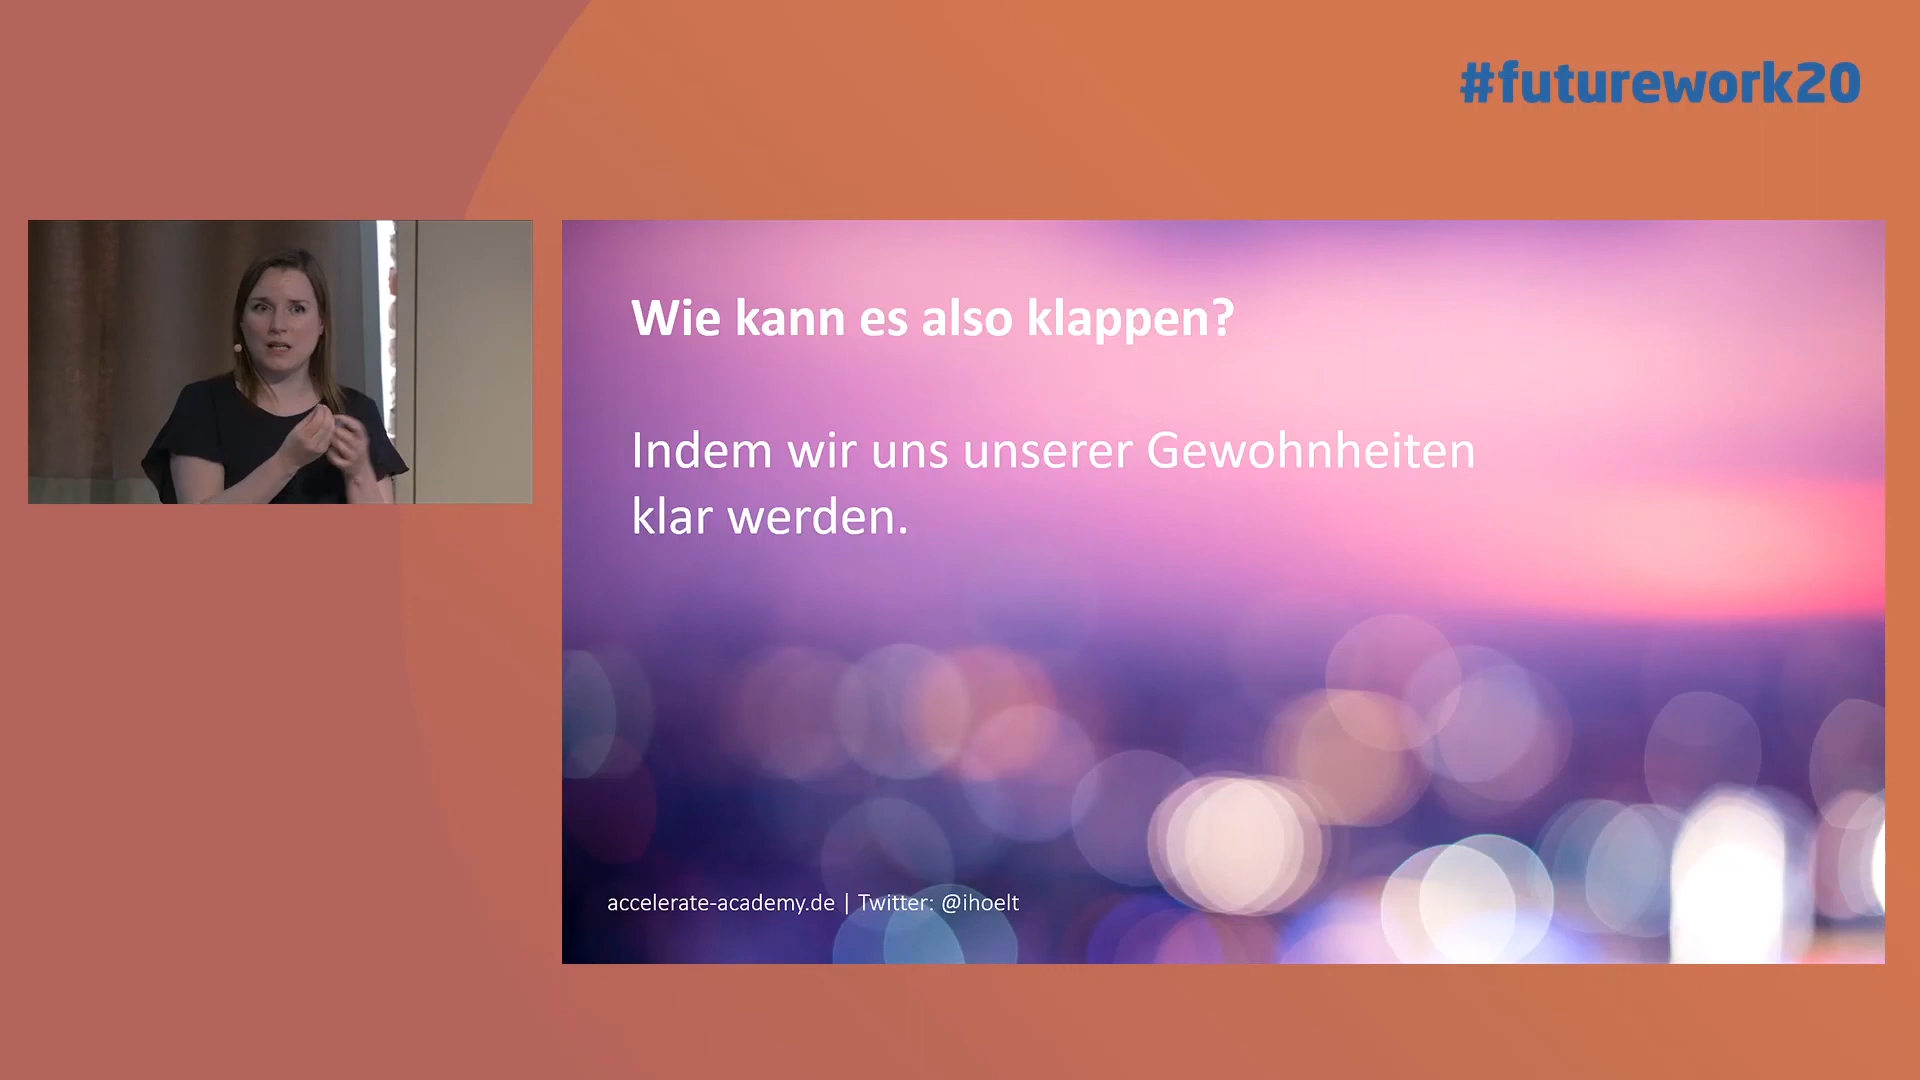 #futurework20
Wie kann es also klappen?
Indem wir uns unserer Gewohnheiten
klar werden.
accelerate-academy.de | Twitter: @ihoelt